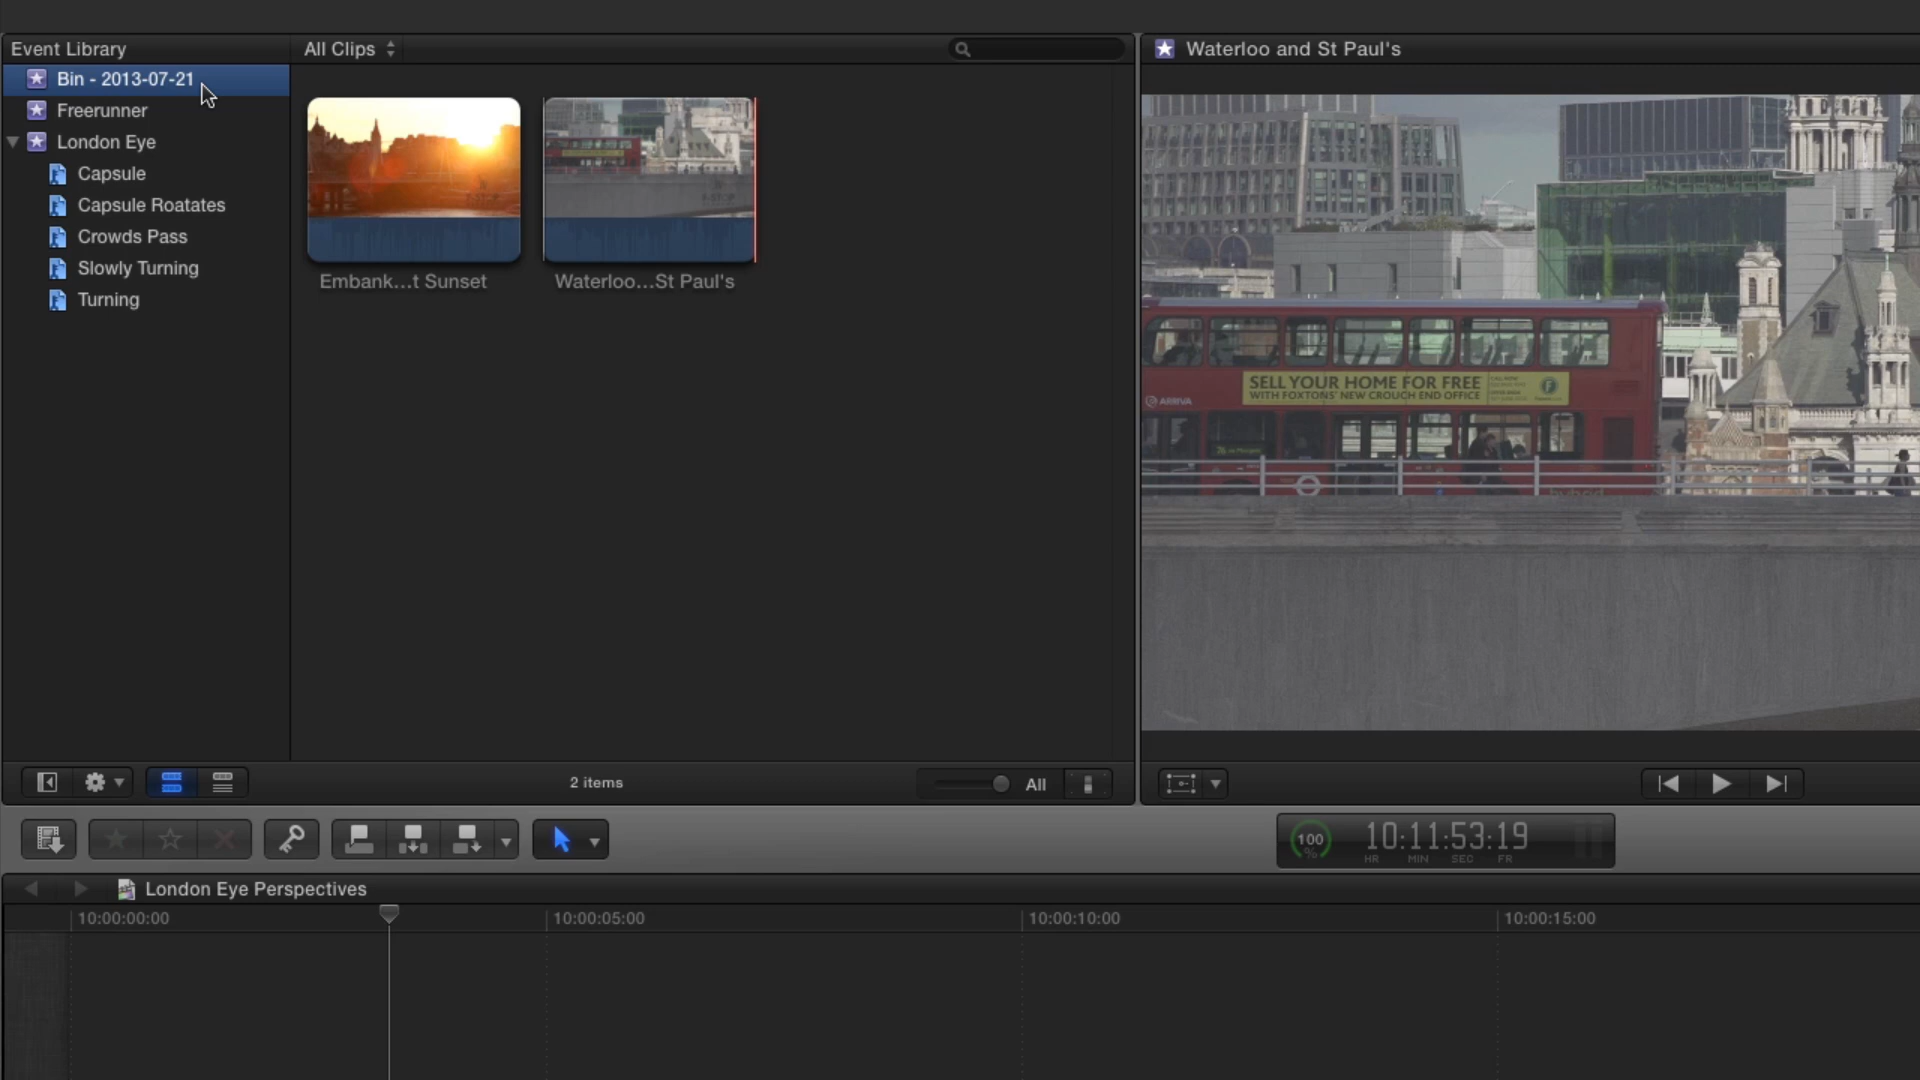 Event Library
All Clips
Waterloo and St Paul's
Bin - 2013-07-21
Freerunner
London Eye
Capsule
Capsule Roatates
Crowds Pass
Slowly Turning
Turning
Embank...t Sunset
Waterloo...St Paul's
SELL YOUR HOME FOR FREE
WITH FOXTONS' NEW CROUCH END OFFICE
ARRIVA
2 items
All
100
%
10:11:53:19
HR MIN SEC FR
London Eye Perspectives
10:00:00:00
10:00:05:00
10:00:10:00
10:00:15:00